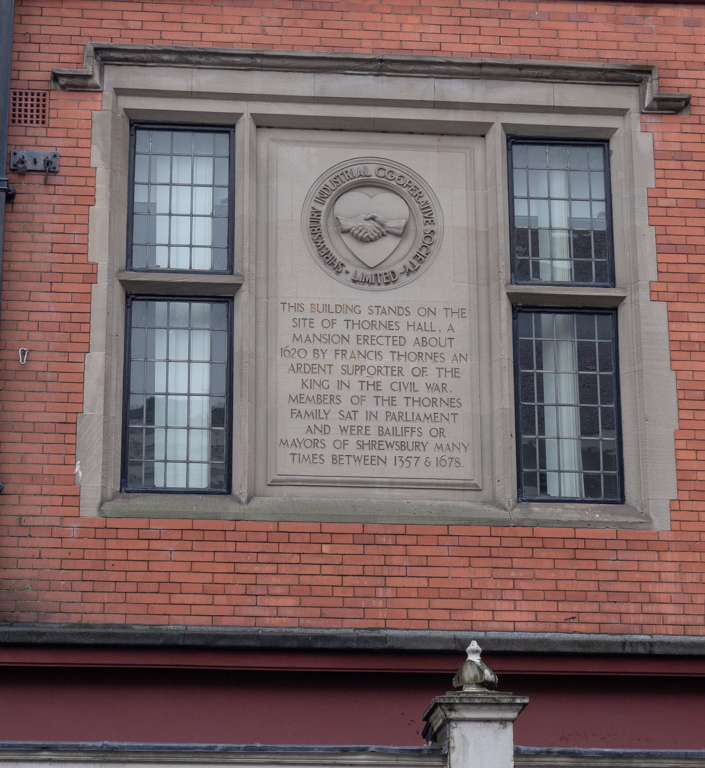 SHREWSBURY INDUSTRIAL CO-OPERATIVE SOCIETY
- LIMITED -
THIS BUILDING STANDS ON THE
SITE OF THORNES HALL, A
MANSION ERECTED ABOUT
1620 BY FRANCIS THORNES AN
ARDENT SUPPORTER OF THE
KING IN THE CIVIL WAR.
MEMBERS OF THE THORNES
FAMILY SAT IN PARLIAMENT
AND WERE BAILIFFS OR
MAYORS OF SHREWSBURY MANY
TIMES BETWEEN 1357 & 1678.